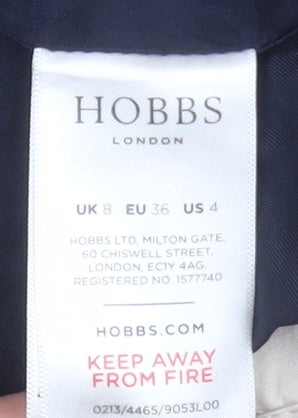 HOBBS
LONDON
UK 8 EU 36 US 4
HOBBS LTD, MILTON GATE,
60 CHISWELL STREET,
LONDON, EC1Y 4AG.
REGISTERED NO. 1577740
HOBBS.COM
KEEP AWAY
FROM FIRE
0213/4465/9053L00